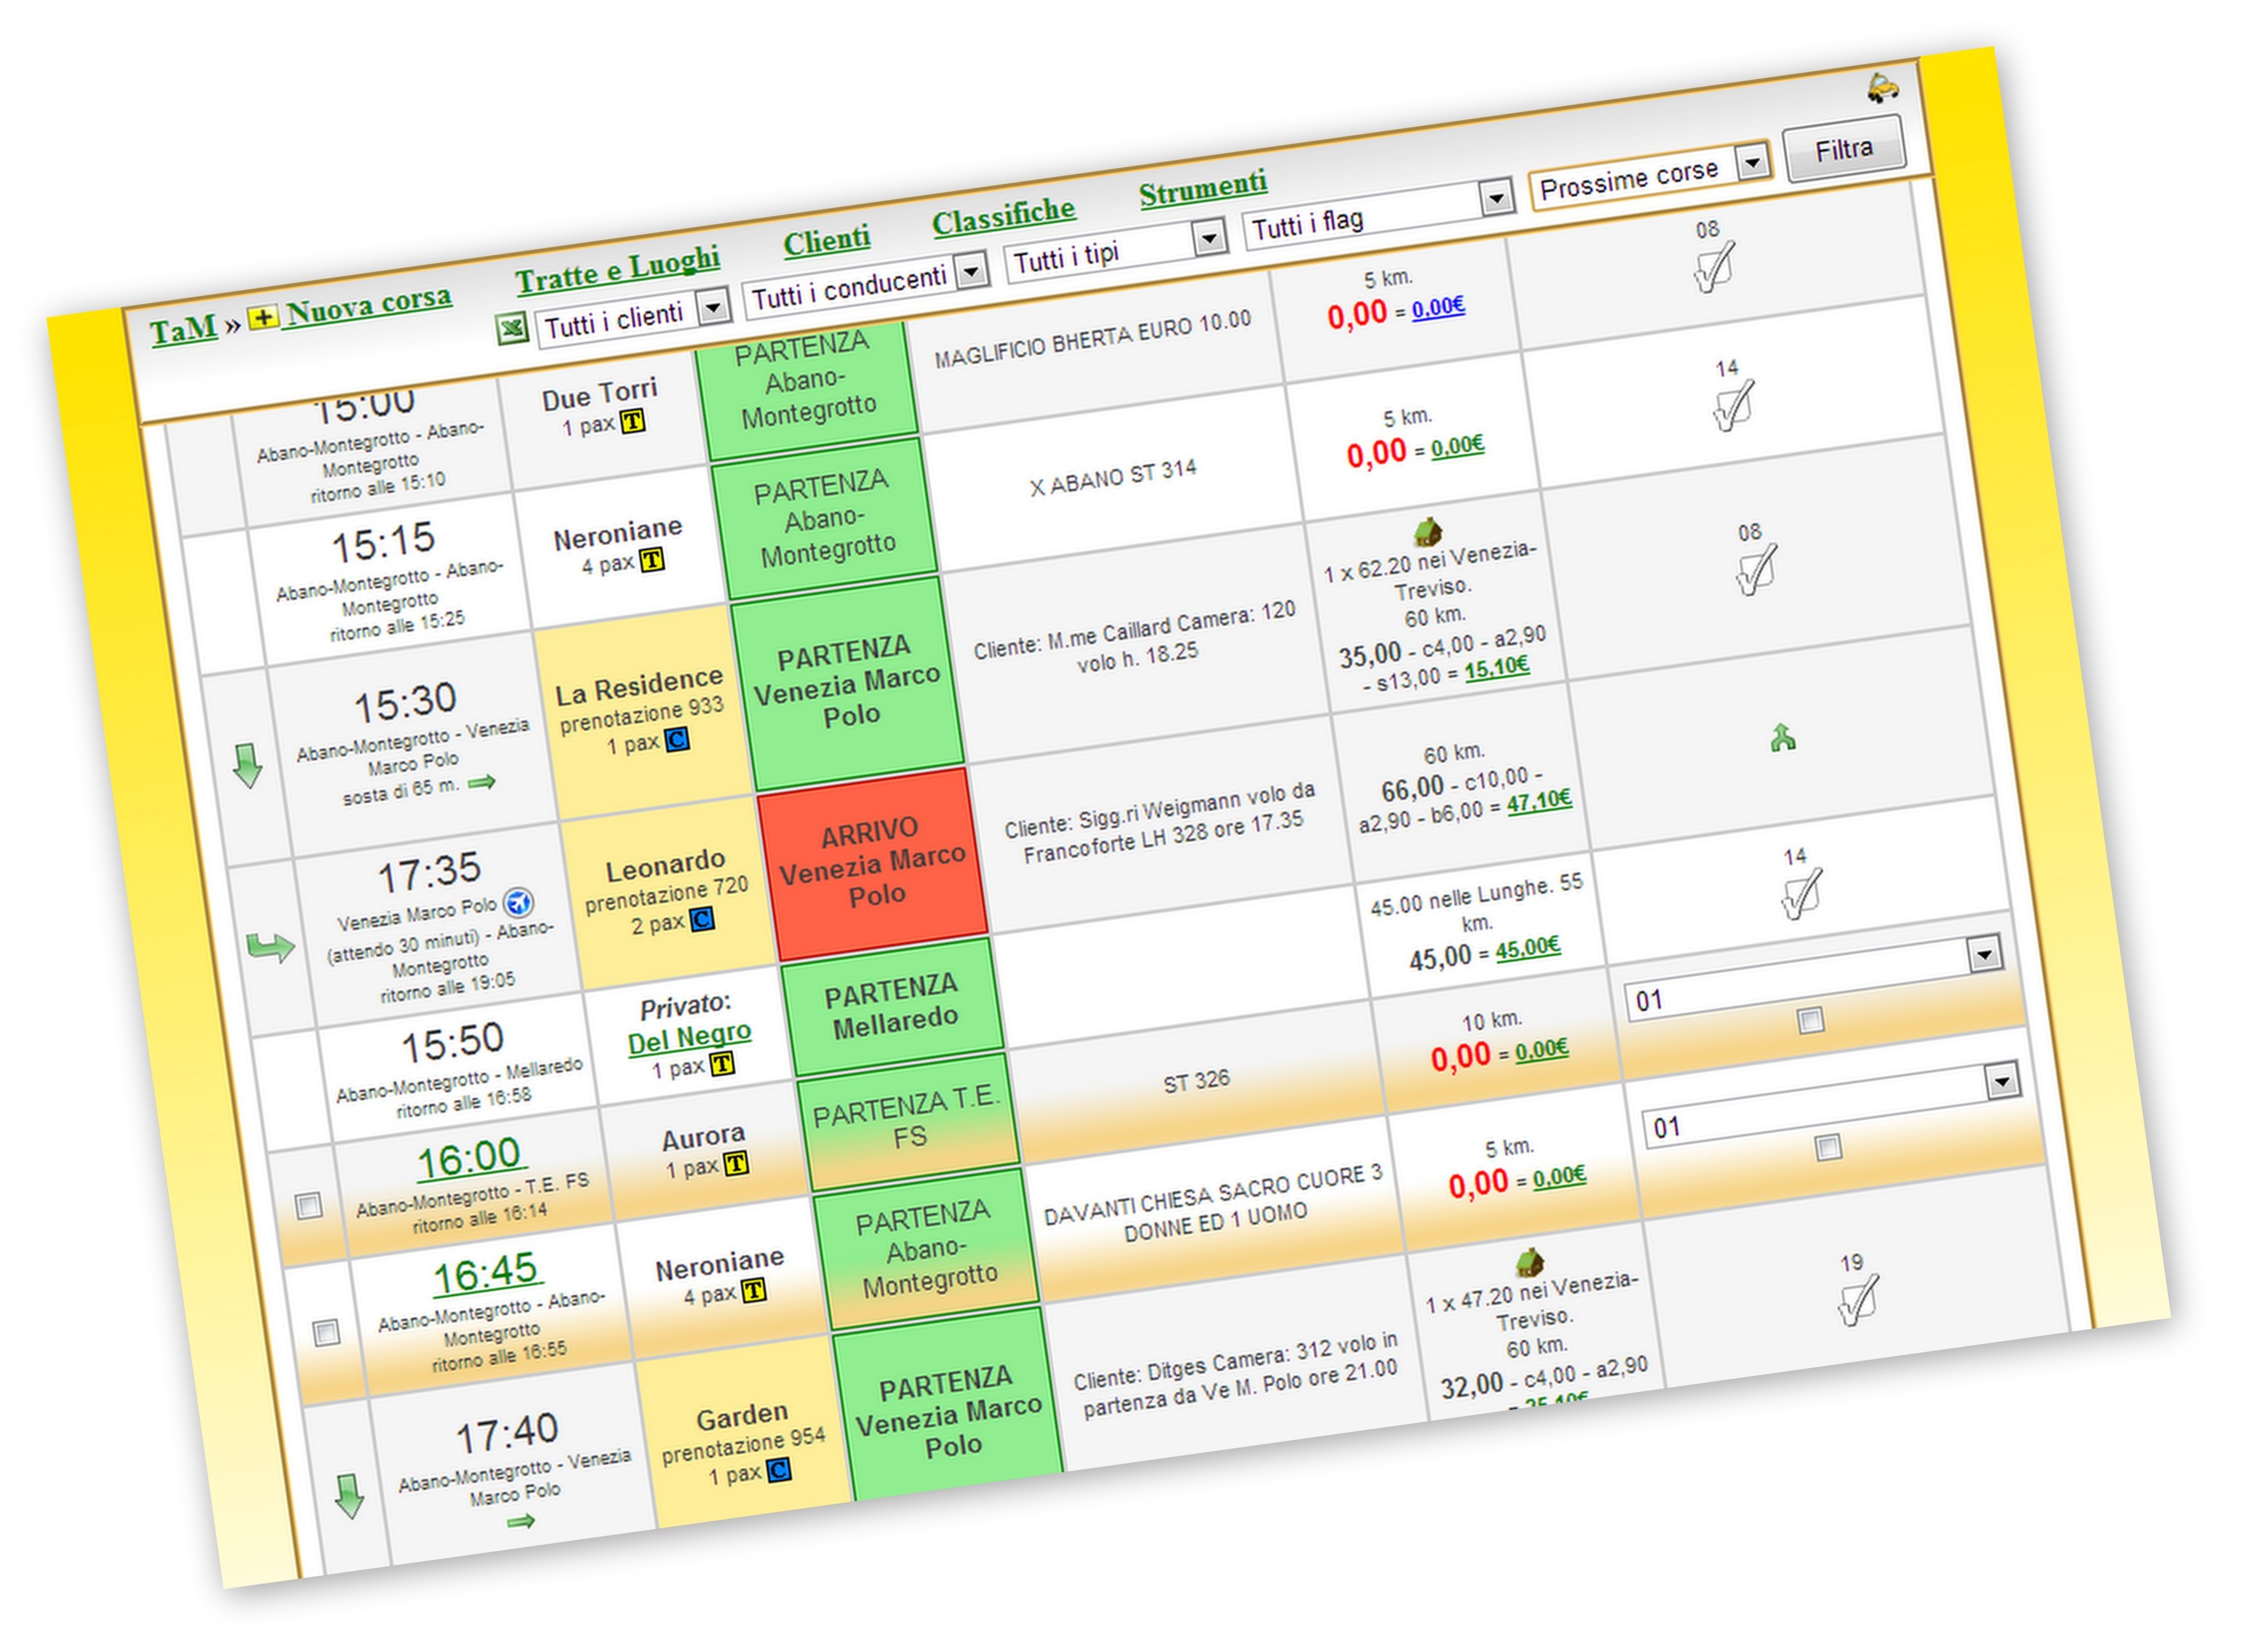 TaM » Nuova corsa
Tratte e Luoghi
Clienti
Classifiche
Strumenti
Tutti i clienti
Tutti i conducenti
Tutti i tipi
Tutti i flag
Prossime corse
Filtra
15:00
Abano-Montegrotto - Abano-
Montegrotto
ritorno alle 15:10
Due Torri
1 pax T
PARTENZA
Abano-
Montegrotto
MAGLIFICIO BHERTA EURO 10.00
5 km.
0,00 = 0,00€
08
15:15
Abano-Montegrotto - Abano-
Montegrotto
ritorno alle 15:25
Neroniane
4 pax T
PARTENZA
Abano-
Montegrotto
X ABANO ST 314
5 km.
0,00 = 0,00€
14
15:30
Abano-Montegrotto - Venezia
Marco Polo
sosta di 65 m.
La Residence
prenotazione 933
1 pax C
PARTENZA
Venezia Marco
Polo
Cliente: M.me Caillard Camera: 120
volo h. 18.25
1 x 62.20 nei Venezia-
Treviso.
60 km.
35,00 - c4,00 - a2,90
- s13,00 = 15,10€
08
17:35
Venezia Marco Polo
(attendo 30 minuti) - Abano-
Montegrotto
ritorno alle 19:05
Leonardo
prenotazione 720
2 pax C
ARRIVO
Venezia Marco
Polo
Cliente: Sigg.ri Weigmann volo da
Francoforte LH 328 ore 17.35
60 km.
66,00 - c10,00 -
a2,90 - b6,00 = 47,10€
15:50
Abano-Montegrotto - Mellaredo
ritorno alle 16:58
Privato:
Del Negro
1 pax T
PARTENZA
Mellaredo
45.00 nelle Lunghe. 55
km.
45,00 = 45,00€
14
16:00
Abano-Montegrotto - T.E. FS
ritorno alle 16:14
Aurora
1 pax T
PARTENZA T.E.
FS
ST 326
10 km.
0,00 = 0,00€
01
16:45
Abano-Montegrotto - Abano-
Montegrotto
ritorno alle 16:55
Neroniane
4 pax T
PARTENZA
Abano-
Montegrotto
DAVANTI CHIESA SACRO CUORE 3
DONNE ED 1 UOMO
5 km.
0,00 = 0,00€
01
17:40
Abano-Montegrotto - Venezia
Marco Polo
Garden
prenotazione 954
1 pax C
PARTENZA
Venezia Marco
Polo
Cliente: Ditges Camera: 312 volo in
partenza da Ve M. Polo ore 21.00
1 x 47.20 nei Venezia-
Treviso.
60 km.
32,00 - c4,00 - a2,90
19